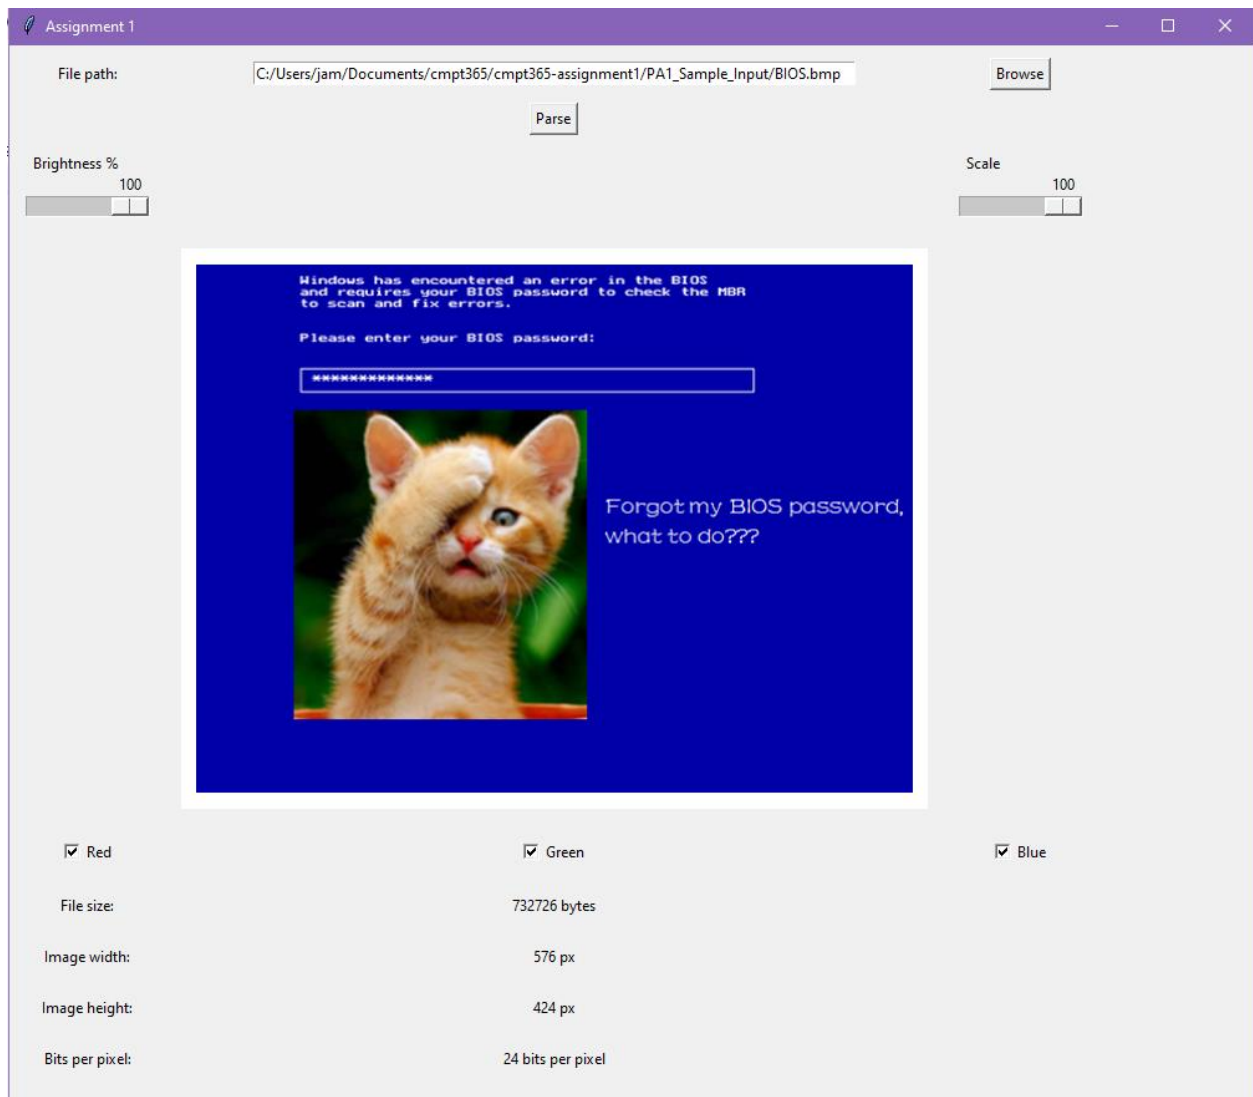 Assignment 1
File path: C:/Users/jam/Documents/cmpt365/cmpt365-assignment1/PA1_Sample_Input/BIOS.bmp Browse
Parse
Brightness % Scale
100 100
Windows has encountered an error in the BIOS
and requires your BIOS password to check the MBR
to scan and fix errors.
Please enter your BIOS password:
*************
Forgot my BIOS password,
what to do???
Red Green Blue
File size: 732726 bytes
Image width: 576 px
Image height: 424 px
Bits per pixel: 24 bits per pixel